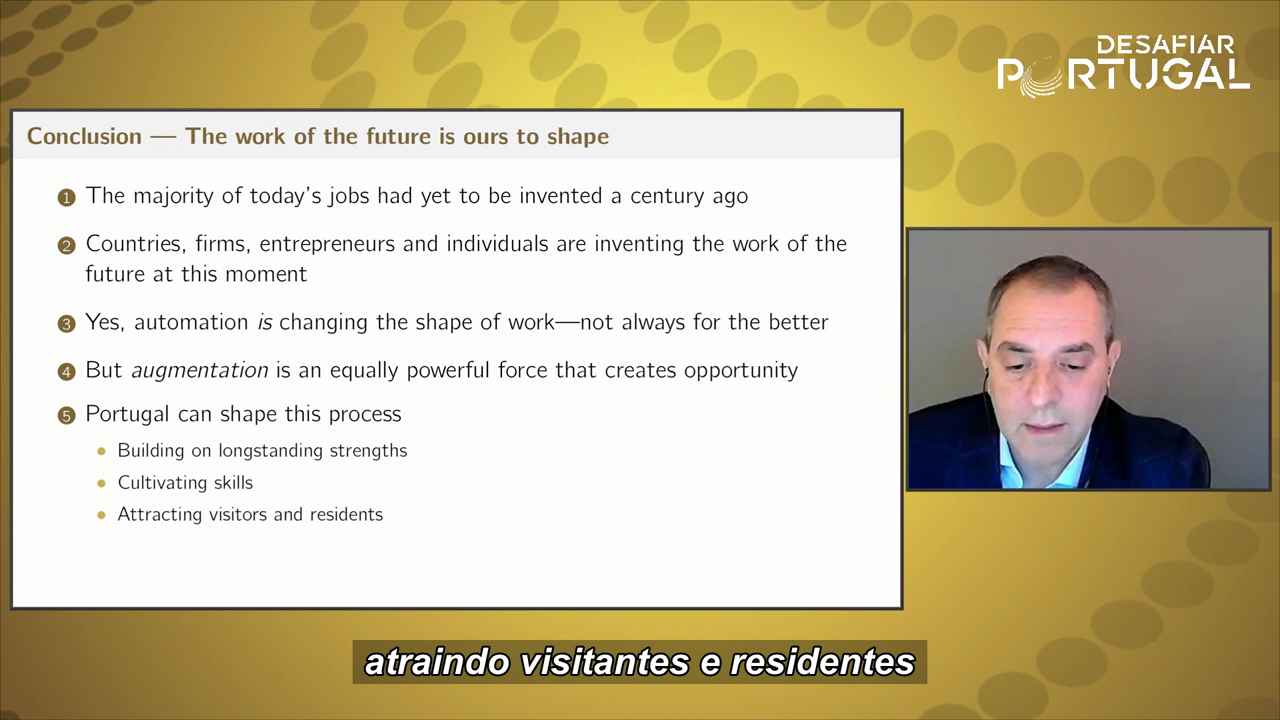 DESAFIAR
PORTUGAL
Conclusion — The work of the future is ours to shape
1 The majority of today's jobs had yet to be invented a century ago
2 Countries, firms, entrepreneurs and individuals are inventing the work of the
future at this moment
3 Yes, automation is changing the shape of work—not always for the better
4 But augmentation is an equally powerful force that creates opportunity
5 Portugal can shape this process
• Building on longstanding strengths
• Cultivating skills
• Attracting visitors and residents
atraindo visitantes e residentes